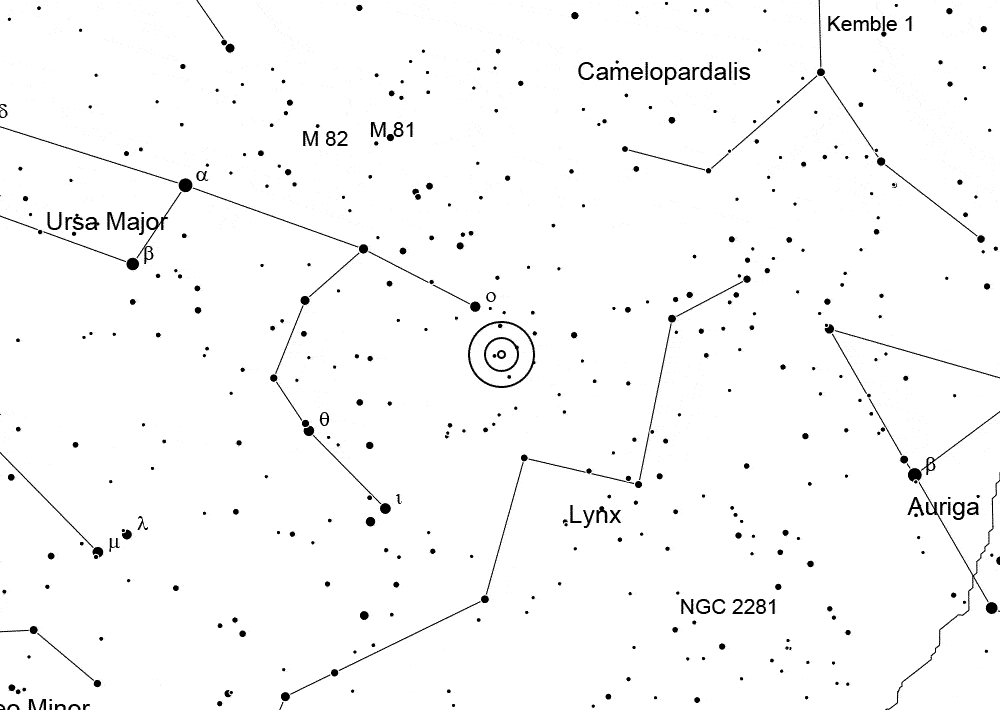 Kemble 1
Camelopardalis
δ
M 82
M 81
α
Ursa Major
β
ο
θ
β
ι
Lynx
Auriga
λ
μ
NGC 2281
eo Minor